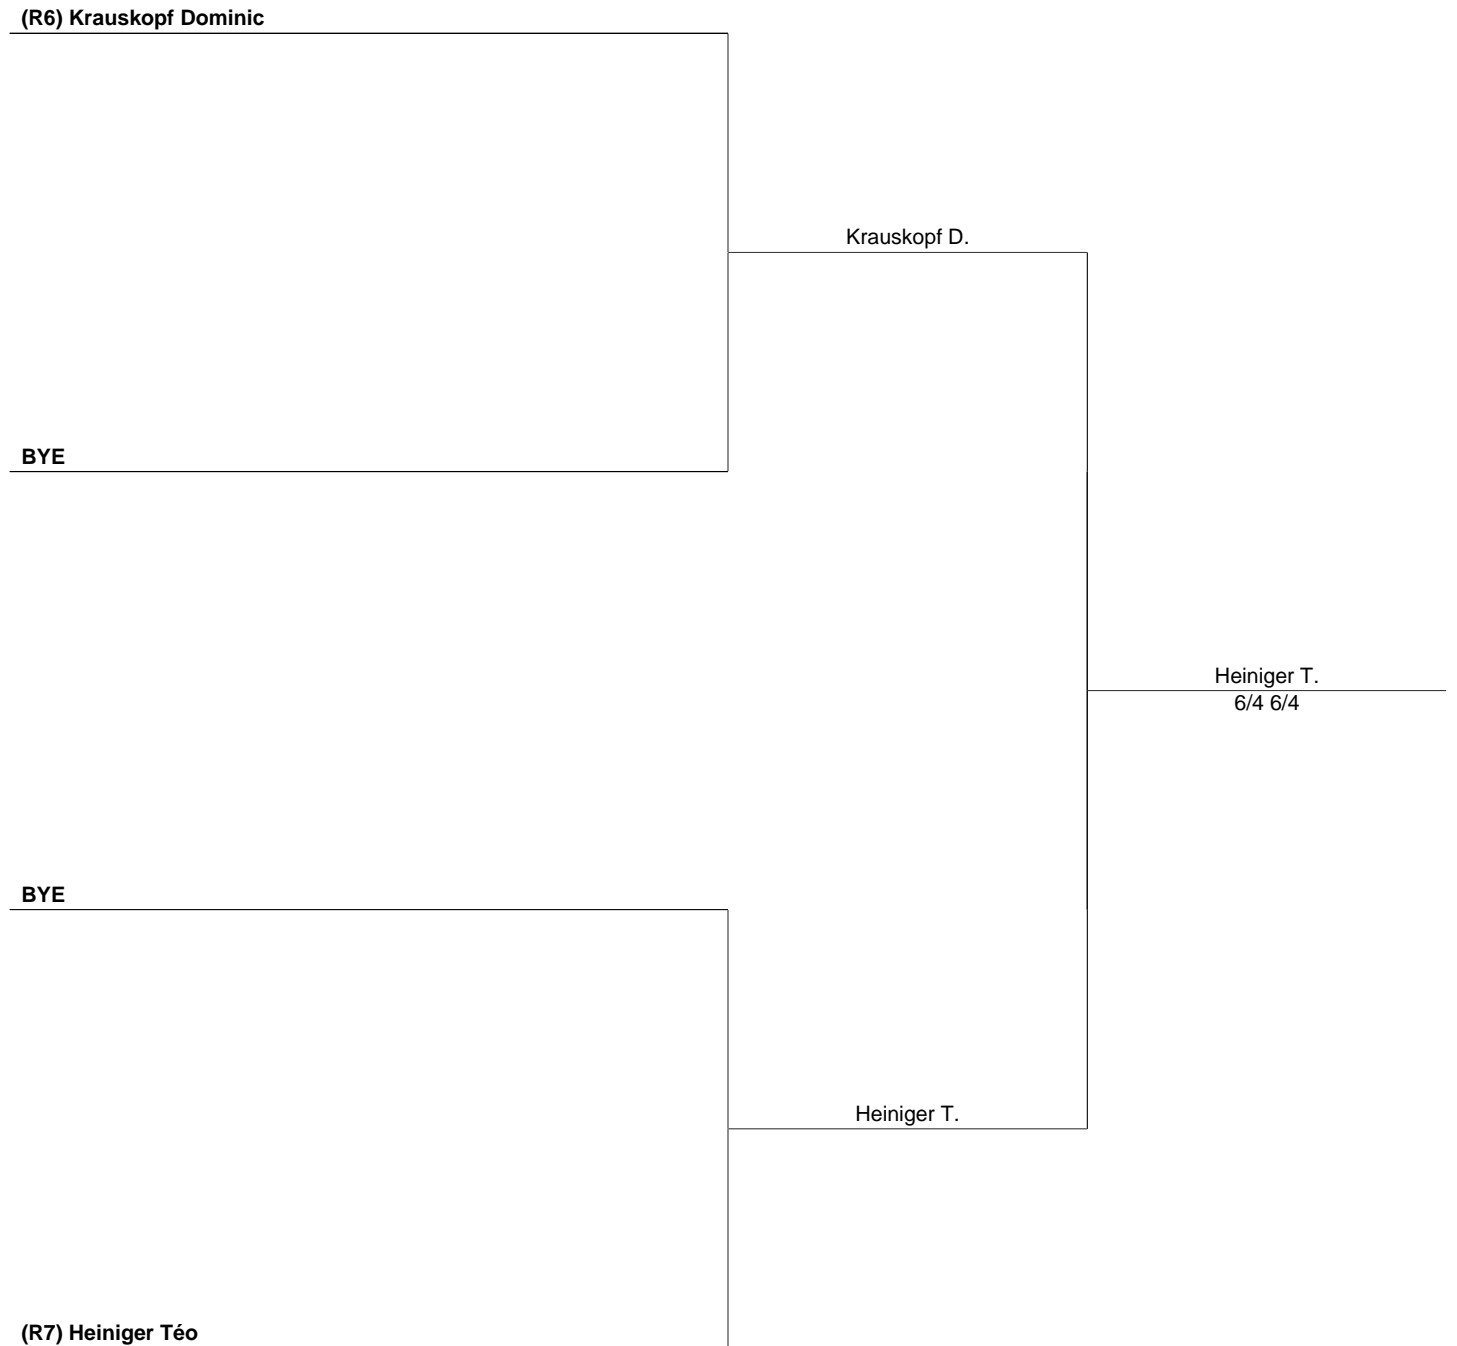 (R6) Krauskopf Dominic
Krauskopf D.
BYE
Heiniger T.
6/4 6/4
BYE
Heiniger T.
(R7) Heiniger Téo